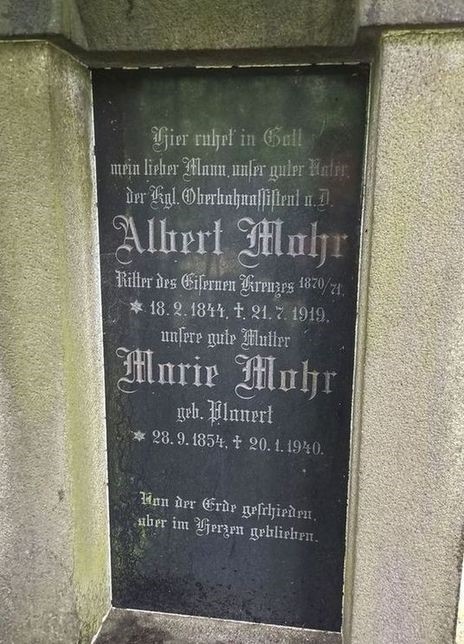 Hier ruhet in Gott
mein lieber Mann, unser guter Vater,
der Kgl. Oberbahnassistent a. D.
Albert Mohr
Ritter des Eisernen Kreuzes 1870/71.
* 18. 2. 1844, † 21. 7. 1919.
unsere gute Mutter
Marie Mohr
geb. Planert
* 28. 9. 1854, † 20. 1. 1940.
Von der Erde geschieden,
aber im Herzen geblieben.